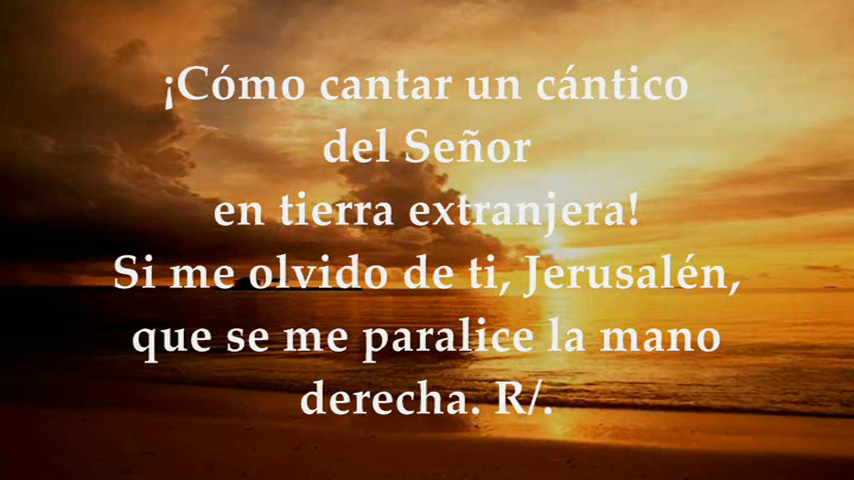 ¡Cómo cantar un cántico
del Señor
en tierra extranjera!
Si me olvido de ti, Jerusalén,
que se me paralice la mano
derecha. R/.